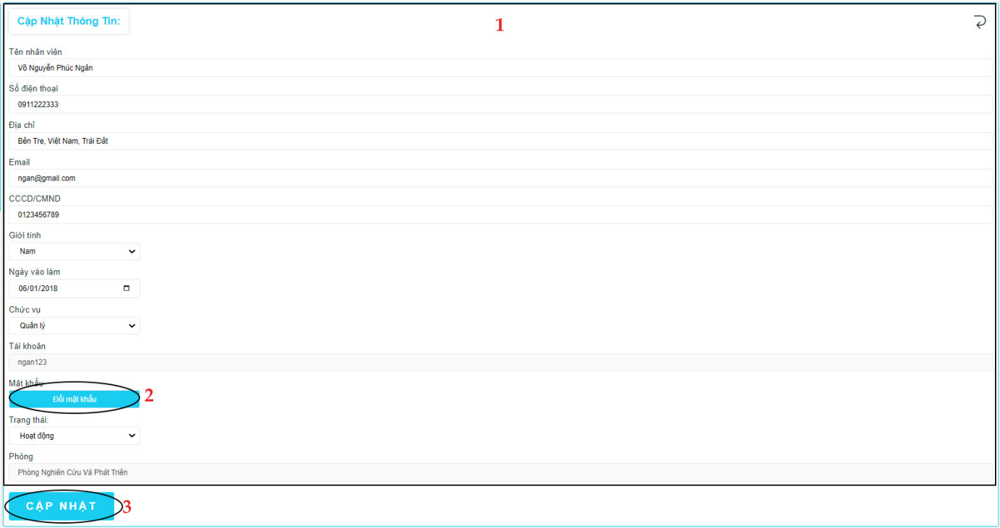 Cập Nhật Thông Tin:
1
Tên nhân viên
Võ Nguyễn Phúc Ngân
Số điện thoại
0911222333
Địa chỉ
Bến Tre, Việt Nam, Trái Đất
Email
ngan@gmail.com
CCCD/CMND
0123456789
Giới tính
Nam
Ngày vào làm
06/01/2018
Chức vụ
Quản lý
Tài khoản
ngan123
Mật khẩu
Đổi mật khẩu
2
Trạng thái:
Hoạt động
Phòng
Phòng Nghiên Cứu Và Phát Triển
CẬP NHẬT
3